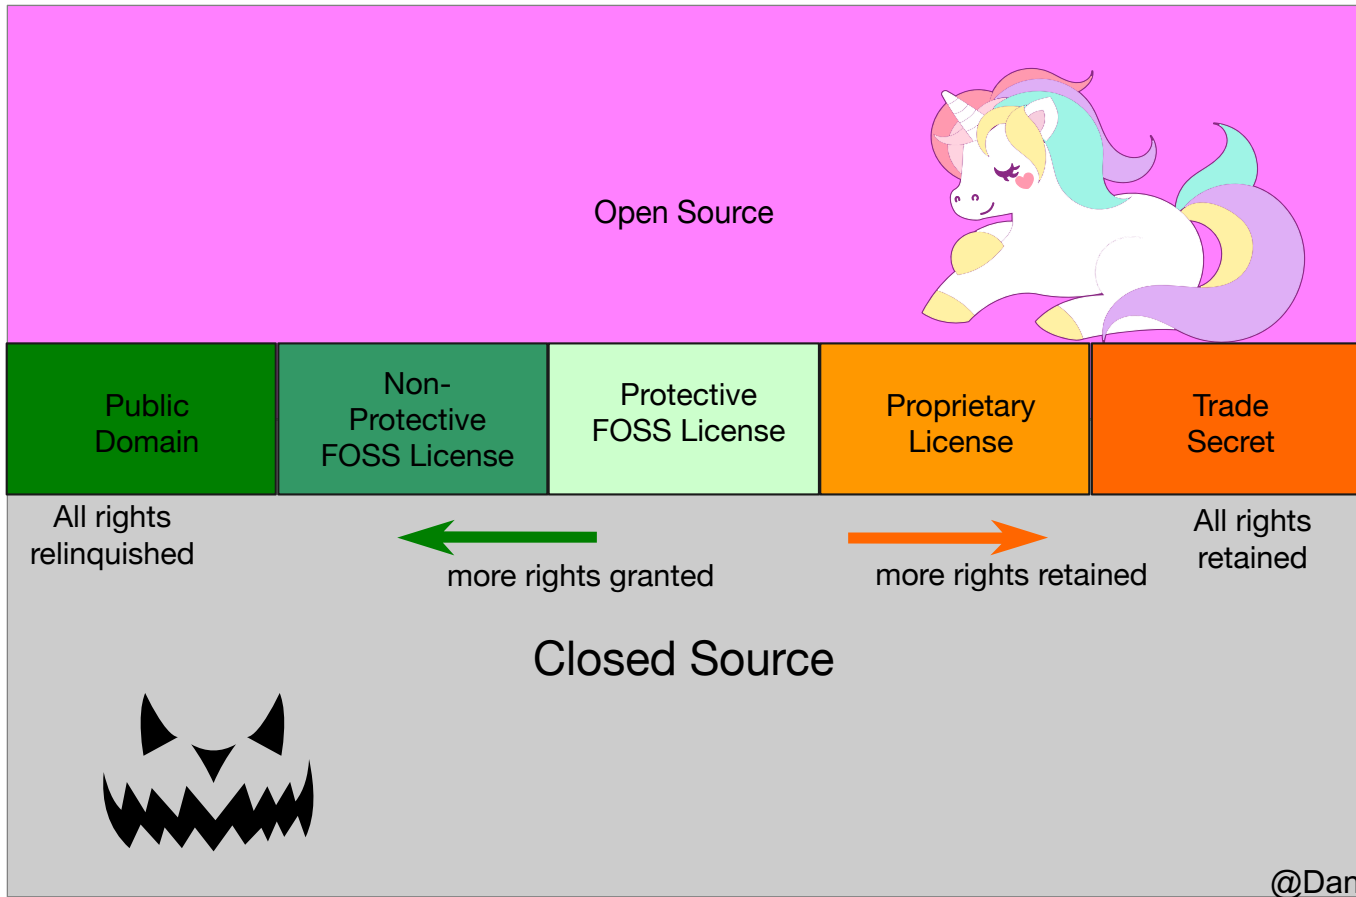 Open Source
Public
Domain
Non-
Protective
FOSS License
Protective
FOSS License
Proprietary
License
Trade
Secret
All rights
relinquished
more rights granted
more rights retained
All rights
retained
Closed Source
@Dan